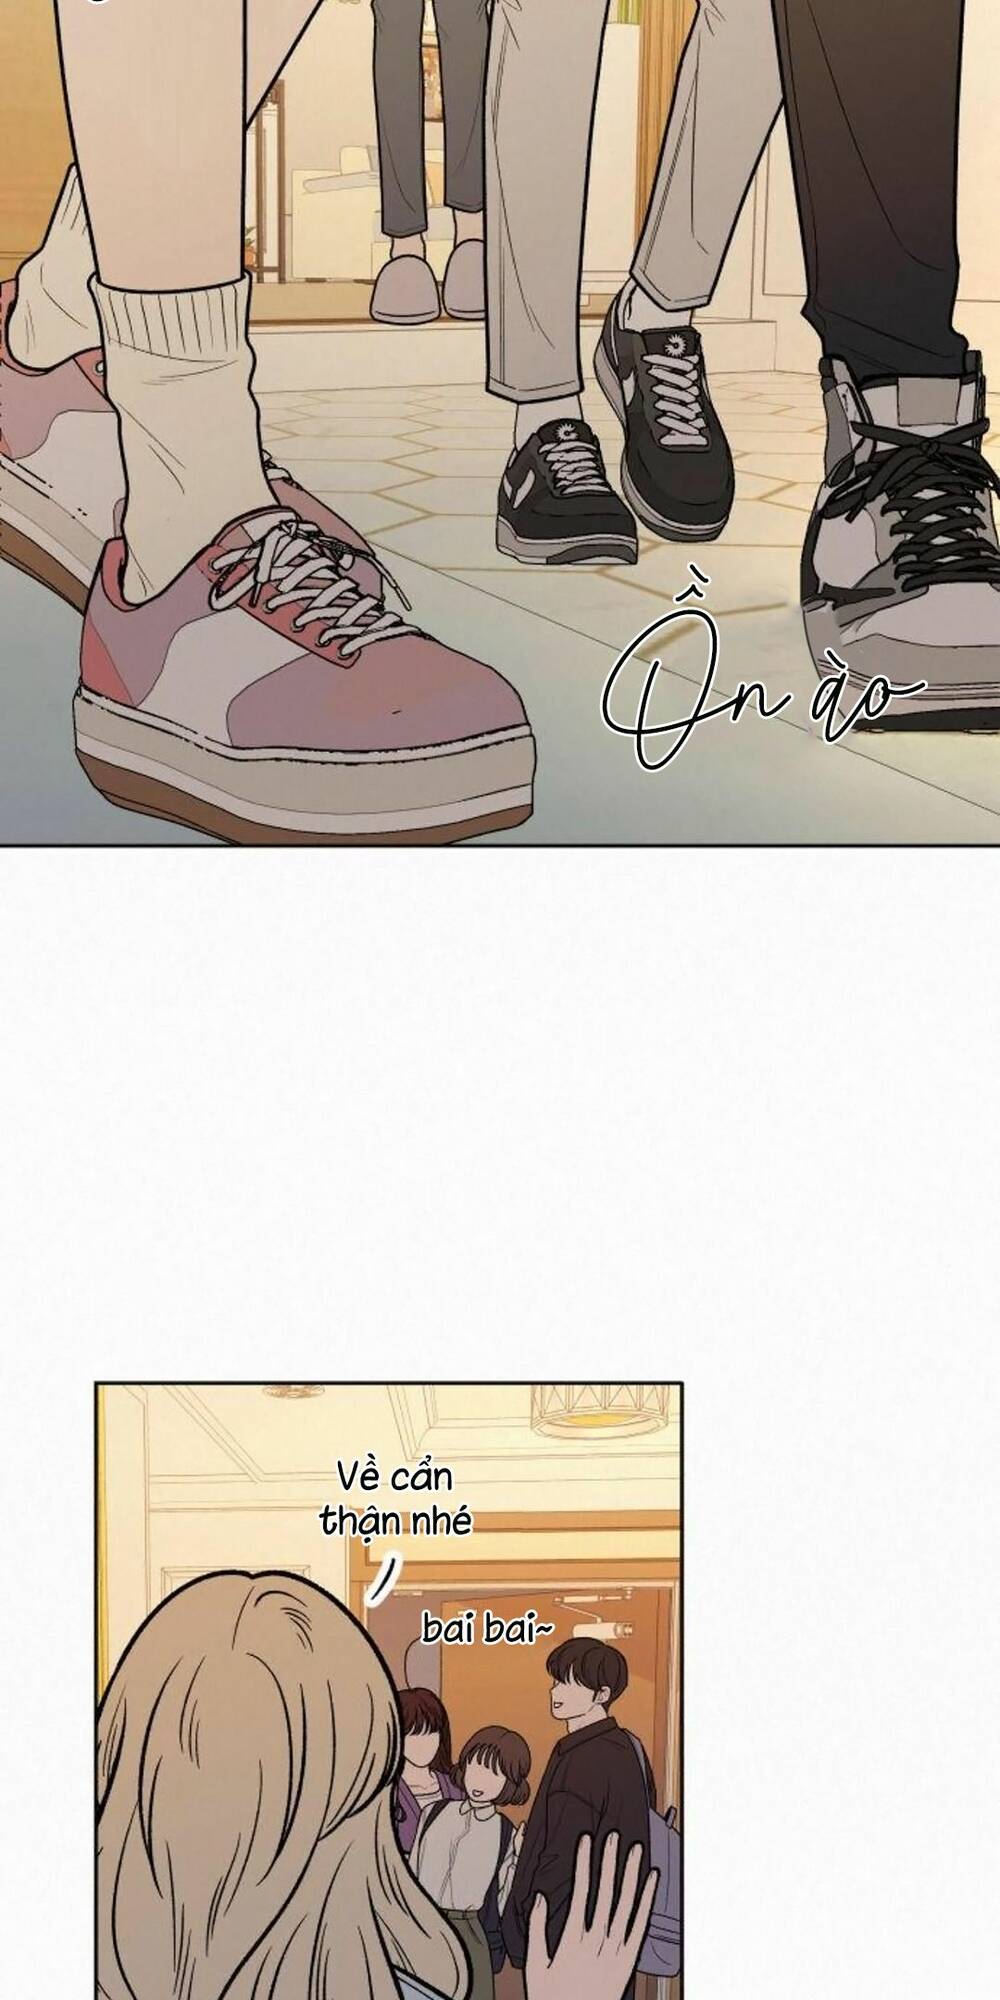 Ồn ào
Về cẩn
thận nhé
bai bai~